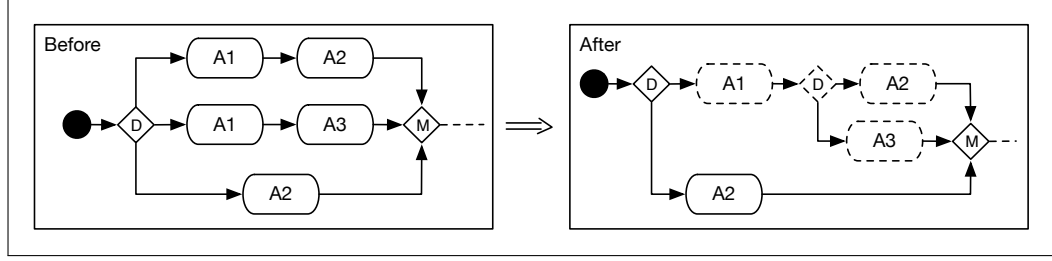 Before
A1 A2
D A1 A3 M
A2
After
D A1 D A2
A3 M
A2